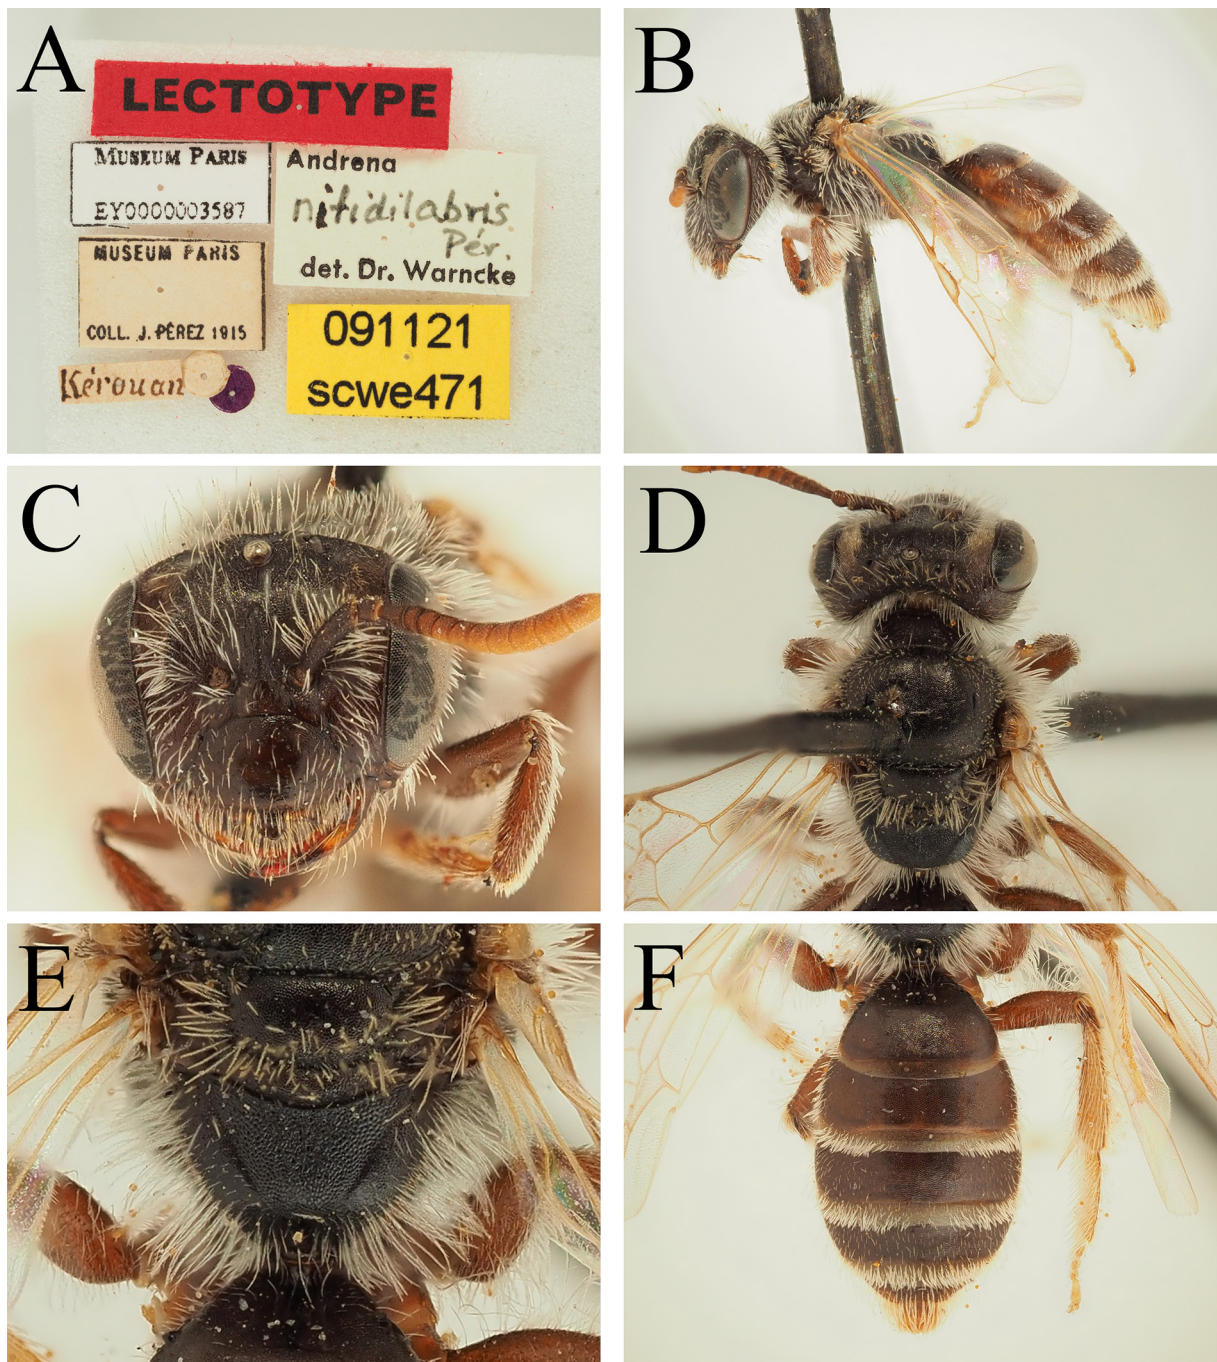 A
LECTOTYPE
MUSEUM PARIS
EY0000003587
Andrena
nitidilabris
Pér.
det. Dr. Warncke
MUSEUM PARIS
COLL. J. PÉREZ 1915
Kérouan
091121
scwe471
B
C
D
E
F